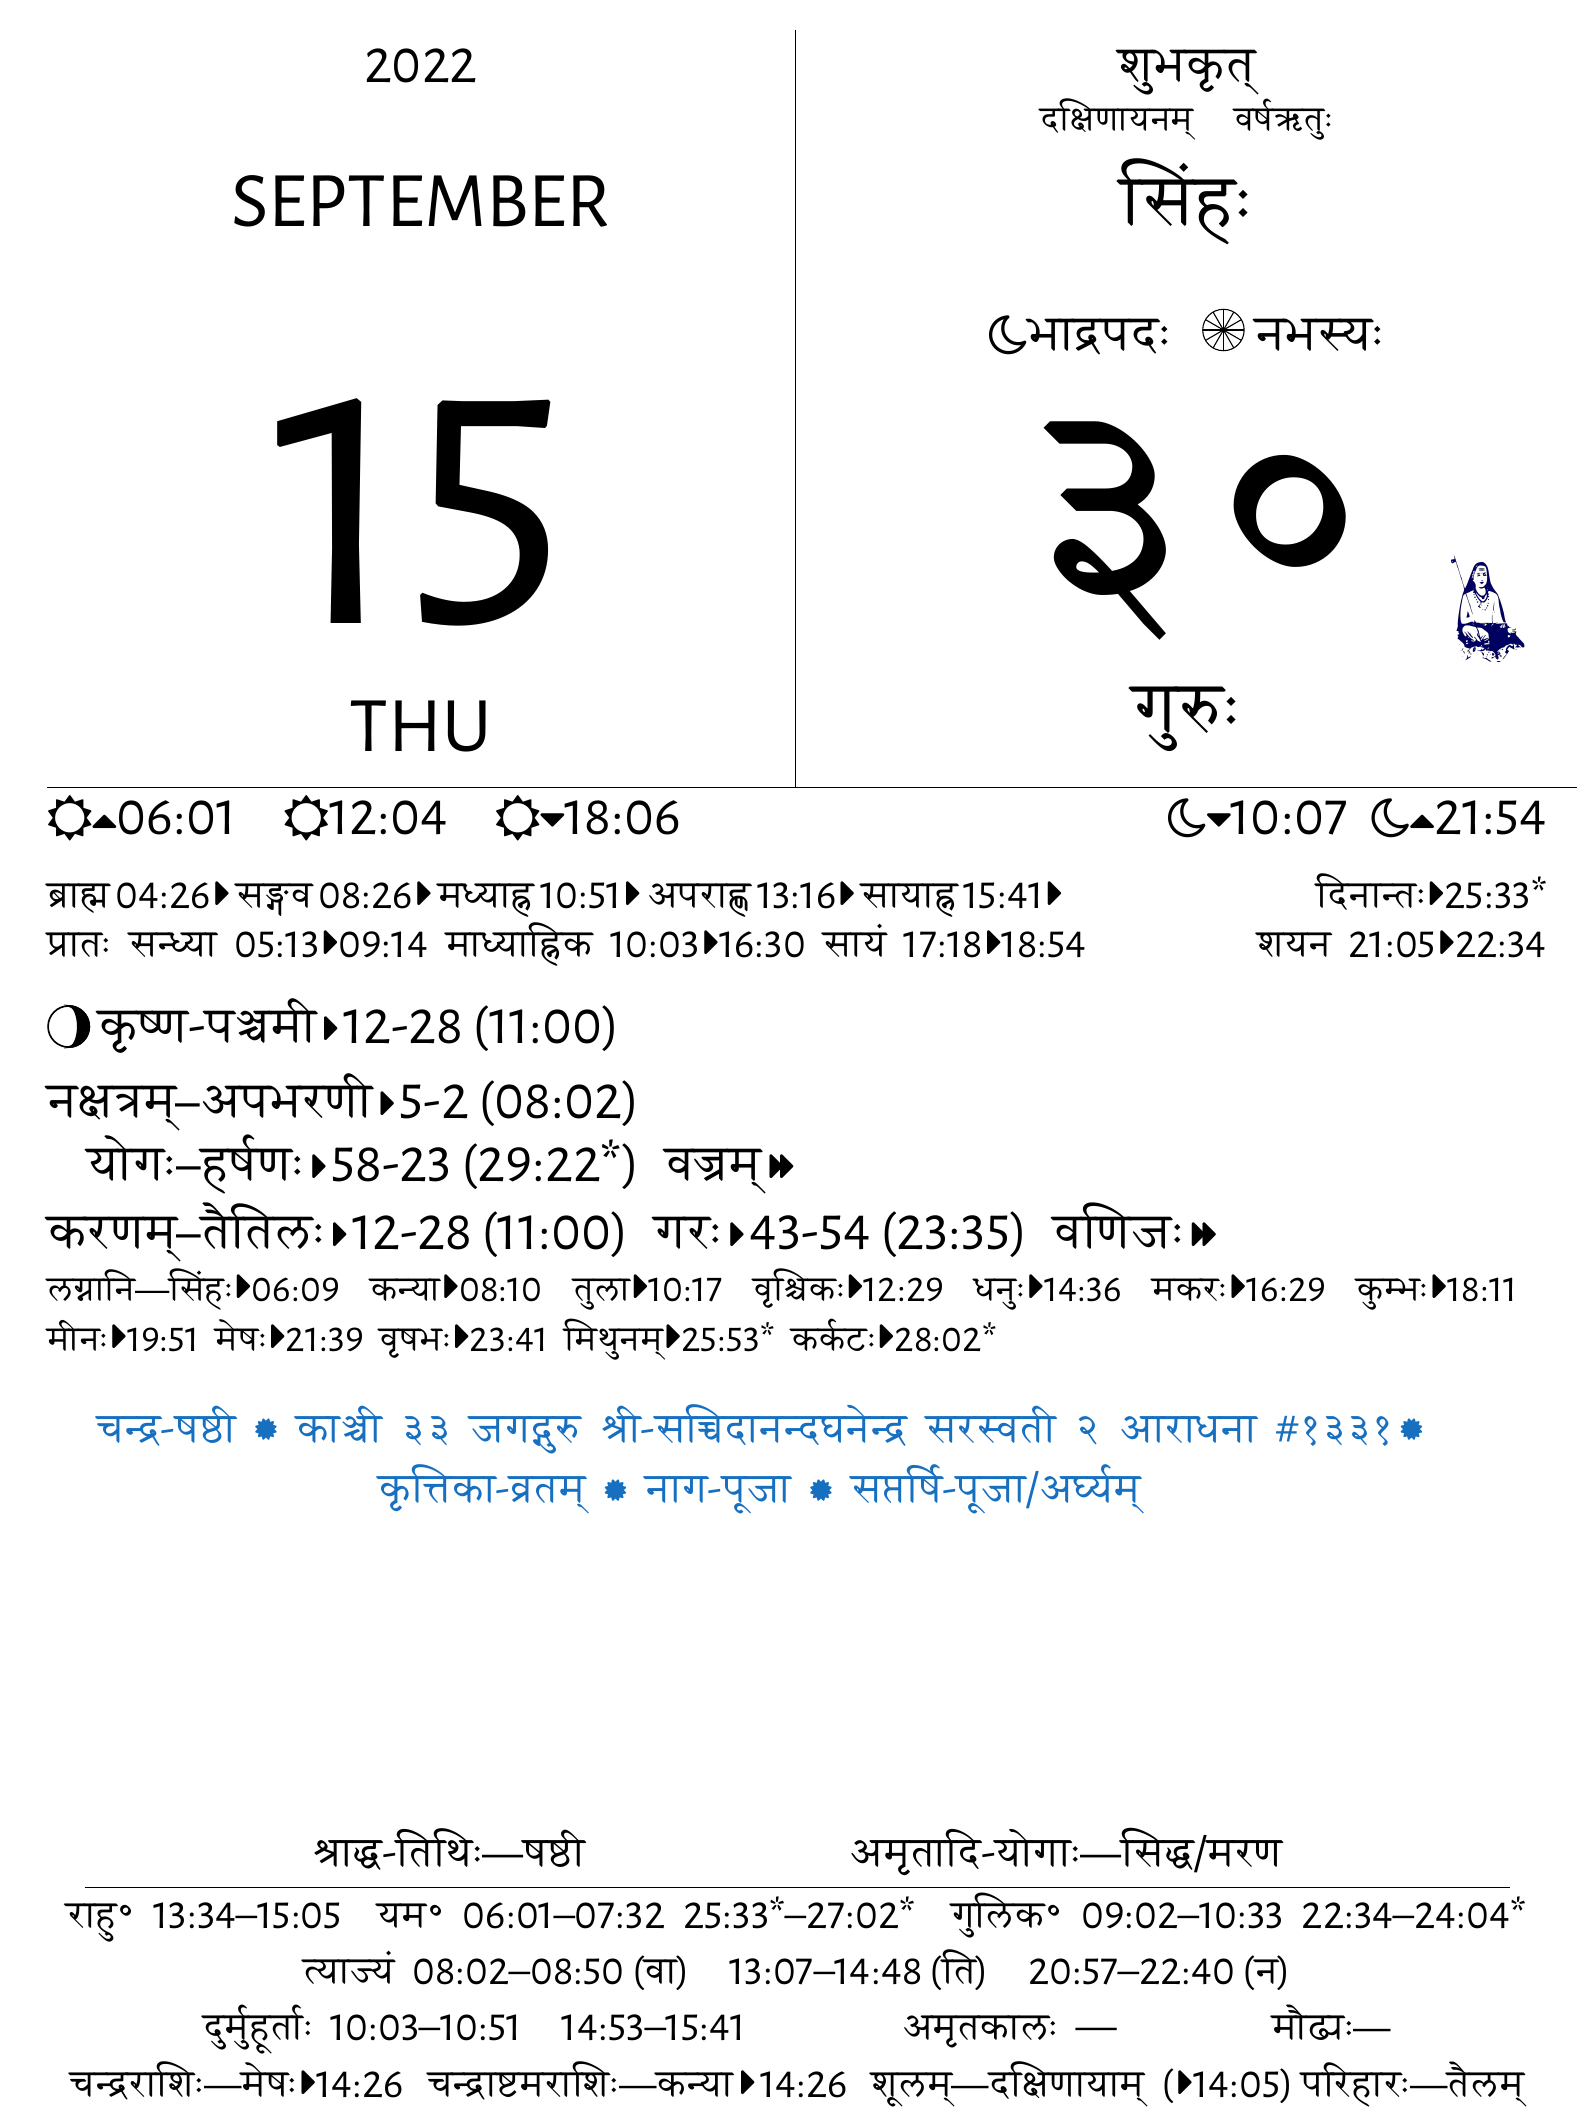 2022
SEPTEMBER
15
THU
शुभकृत्
दक्षिणायनम् वर्षऋतुः
सिंहः
भाद्रपदः नभस्यः
३०
गुरुः
06:01 12:04 18:06 10:07 21:54
ब्राह्म 04:26 सङ्गव 08:26 मध्याह्न 10:51 अपराह्ण 13:16 सायाह्न 15:41 दिनान्तः 25:33*
प्रातः सन्ध्या 05:13 09:14 माध्याह्निक 10:03 16:30 सायं 17:18 18:54 शयन 21:05 22:34
कृष्ण-पञ्चमी 12-28 (11:00)
नक्षत्रम्–अपभरणी 5-2 (08:02)
योगः–हर्षणः 58-23 (29:22*) वज्रम्
करणम्–तैतिलः 12-28 (11:00) गरः 43-54 (23:35) वणिजः
लग्नानि—सिंहः 06:09 कन्या 08:10 तुला 10:17 वृश्चिकः 12:29 धनुः 14:36 मकरः 16:29 कुम्भः 18:11
मीनः 19:51 मेषः 21:39 वृषभः 23:41 मिथुनम् 25:53* कर्कटः 28:02*
चन्द्र-षष्ठी ✹ काञ्ची ३३ जगद्गुरु श्री-सच्चिदानन्दघनेन्द्र सरस्वती २ आराधना #१३३१ ✹
कृत्तिका-व्रतम् ✹ नाग-पूजा ✹ सप्तर्षि-पूजा/अर्घ्यम्
श्राद्ध-तिथिः—षष्ठी अमृतादि-योगाः—सिद्ध/मरण
राहु॰ 13:34–15:05 यम॰ 06:01–07:32 25:33*–27:02* गुलिक॰ 09:02–10:33 22:34–24:04*
त्याज्यं 08:02–08:50 (वा) 13:07–14:48 (ति) 20:57–22:40 (न)
दुर्मुहूर्ताः 10:03–10:51 14:53–15:41 अमृतकालः — मौढ्यः—
चन्द्रराशिः—मेषः 14:26 चन्द्राष्टमराशिः—कन्या 14:26 शूलम्—दक्षिणायाम् (14:05) परिहारः—तैलम्